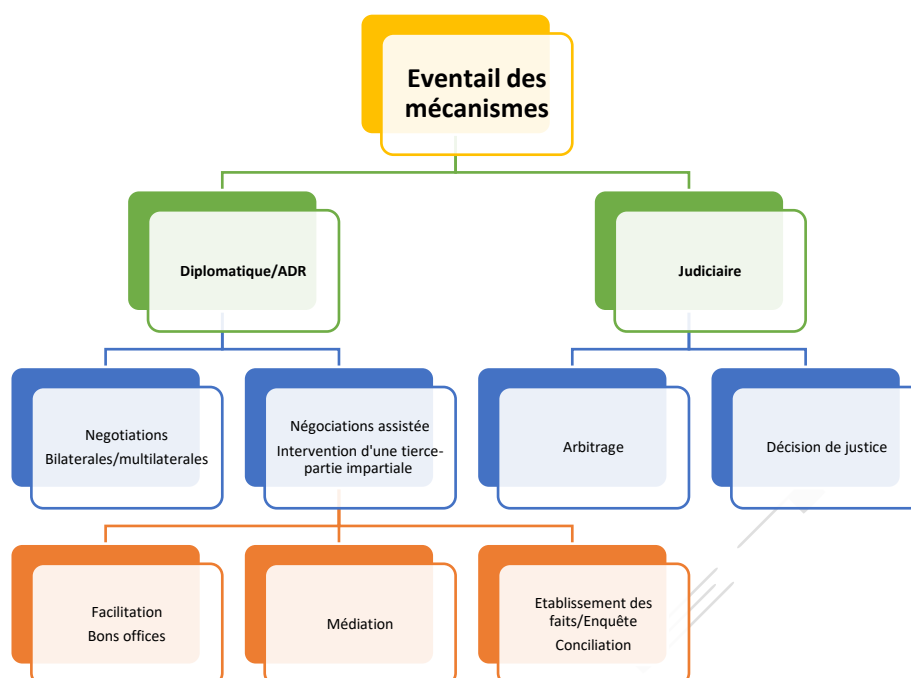 Eventail des
mécanismes
Diplomatique/ADR
Judiciaire
Negotiations
Bilaterales/multilaterales
Négociations assistée
Intervention d'une tierce-
partie impartiale
Arbitrage
Décision de justice
Facilitation
Bons offices
Médiation
Etablissement des
faits/Enquête
Conciliation